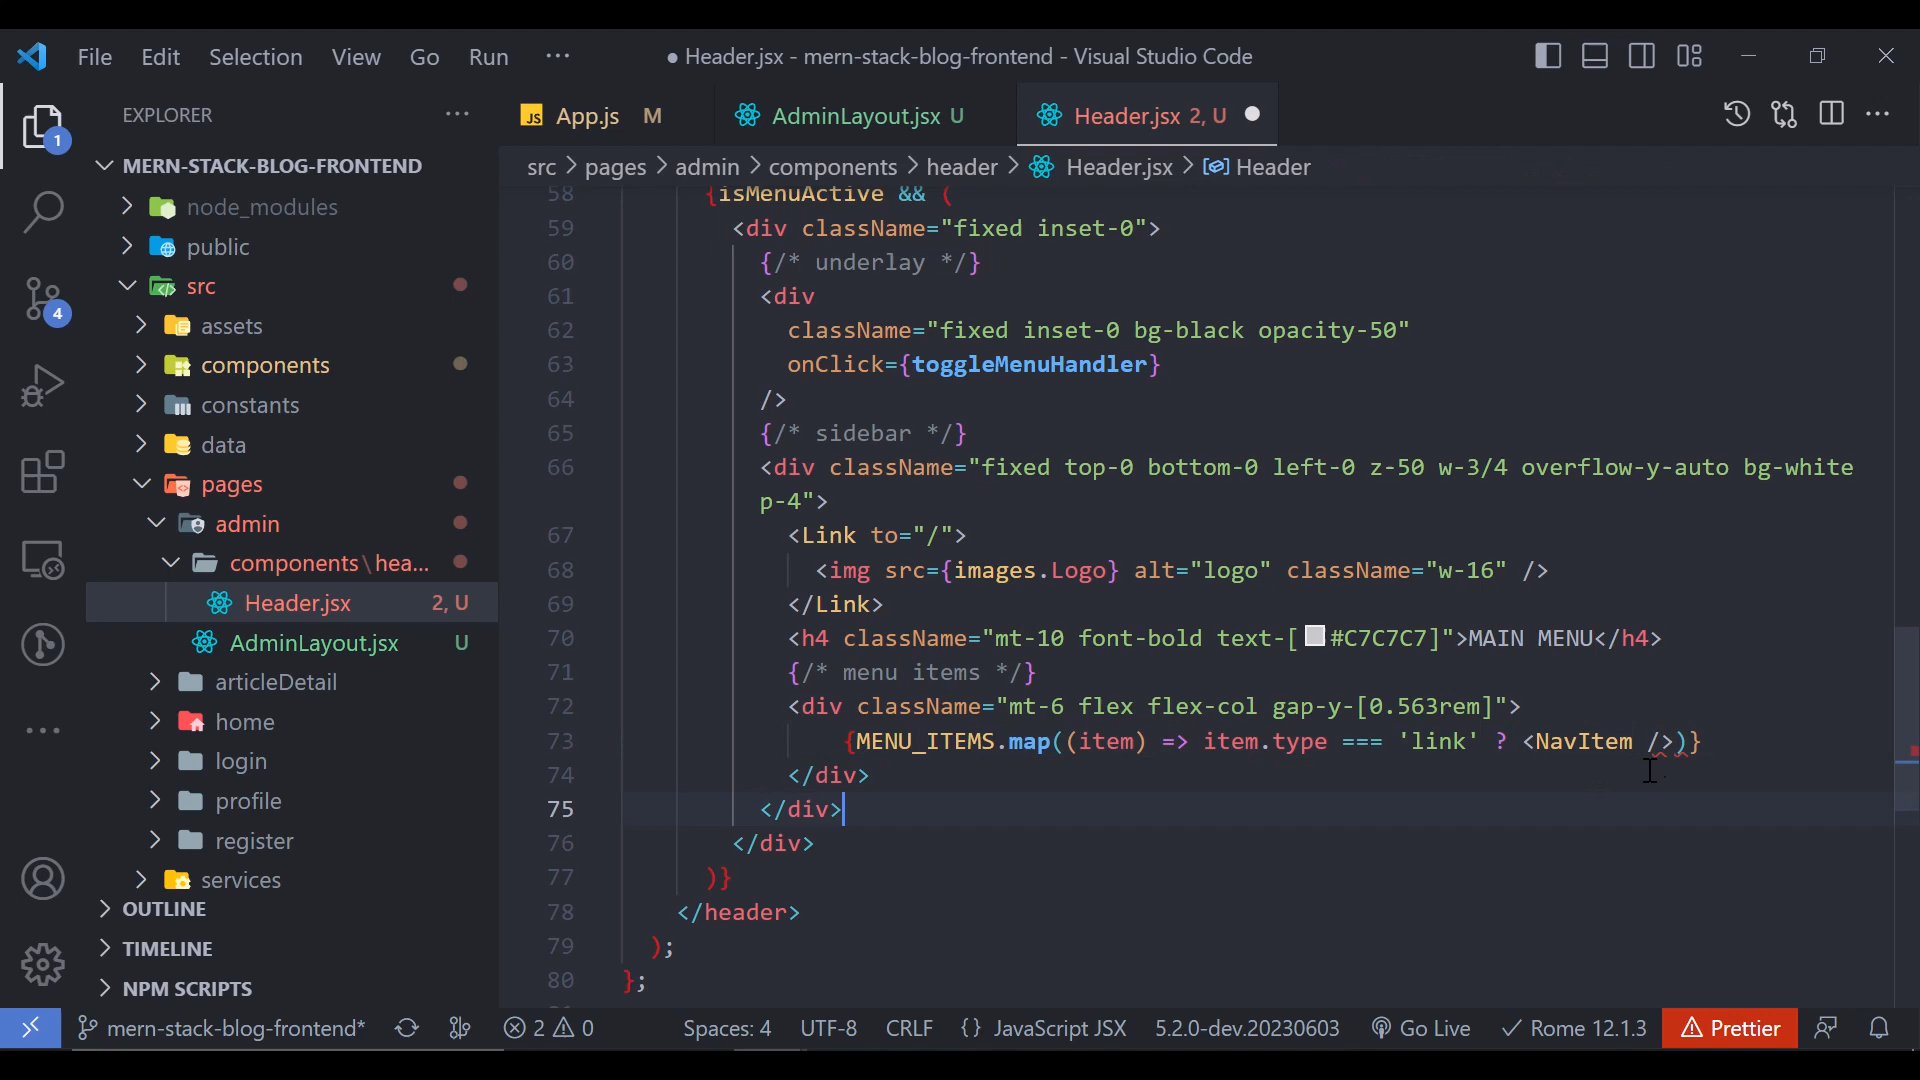 File Edit Selection View Go Run ···
● Header.jsx - mern-stack-blog-frontend - Visual Studio Code
EXPLORER
MERN-STACK-BLOG-FRONTEND
node_modules
public
src
assets
components
constants
data
pages
admin
components\hea...
Header.jsx 2, U
AdminLayout.jsx U
articleDetail
home
login
profile
register
services
OUTLINE
TIMELINE
NPM SCRIPTS
1
4
JS App.js M
AdminLayout.jsx U
Header.jsx 2, U
src > pages > admin > components > header > Header.jsx > Header
58 {isMenuActive && (
59 <div className="fixed inset-0">
60 {/* underlay */}
61 <div
62 className="fixed inset-0 bg-black opacity-50"
63 onClick={toggleMenuHandler}
64 />
65 {/* sidebar */}
66 <div className="fixed top-0 bottom-0 left-0 z-50 w-3/4 overflow-y-auto bg-white
p-4">
67 <Link to="/">
68 <img src={images.Logo} alt="logo" className="w-16" />
69 </Link>
70 <h4 className="mt-10 font-bold text-[#C7C7C7]">MAIN MENU</h4>
71 {/* menu items */}
72 <div className="mt-6 flex flex-col gap-y-[0.563rem]">
73 {MENU_ITEMS.map((item) => item.type === 'link' ? <NavItem />)}
74 </div>
75 </div>
76 </div>
77 )}
78 </header>
79 );
80 };
mern-stack-blog-frontend* 2 0 Spaces: 4 UTF-8 CRLF {} JavaScript JSX 5.2.0-dev.20230603 Go Live Rome 12.1.3 Prettier